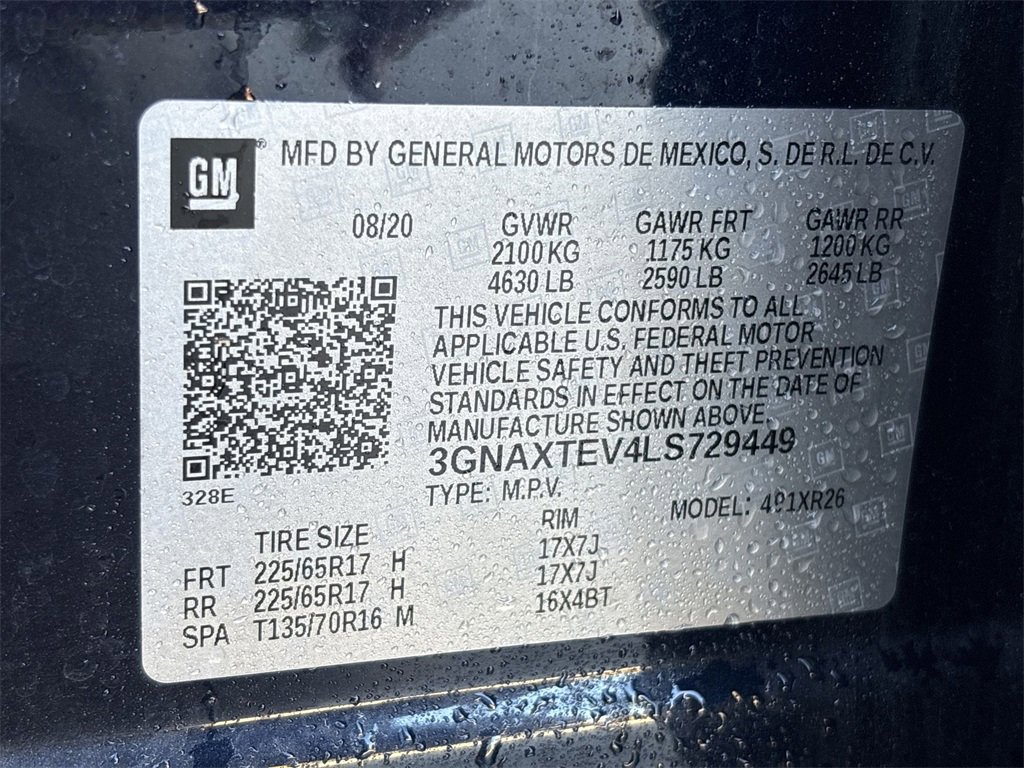 GM ® MFD BY GENERAL MOTORS DE MEXICO, S. DE R.L. DE C.V.
08/20 GVWR GAWR FRT GAWR RR
2100 KG 1175 KG 1200 KG
4630 LB 2590 LB 2645 LB
THIS VEHICLE CONFORMS TO ALL
APPLICABLE U.S. FEDERAL MOTOR
VEHICLE SAFETY AND THEFT PREVENTION
STANDARDS IN EFFECT ON THE DATE OF
MANUFACTURE SHOWN ABOVE.
3GNAXTEV4LS729449
328E
TYPE: M.P.V. MODEL: 491XR26
TIRE SIZE RIM
FRT 225/65R17 H 17X7J
RR 225/65R17 H 17X7J
SPA T135/70R16 M 16X4BT